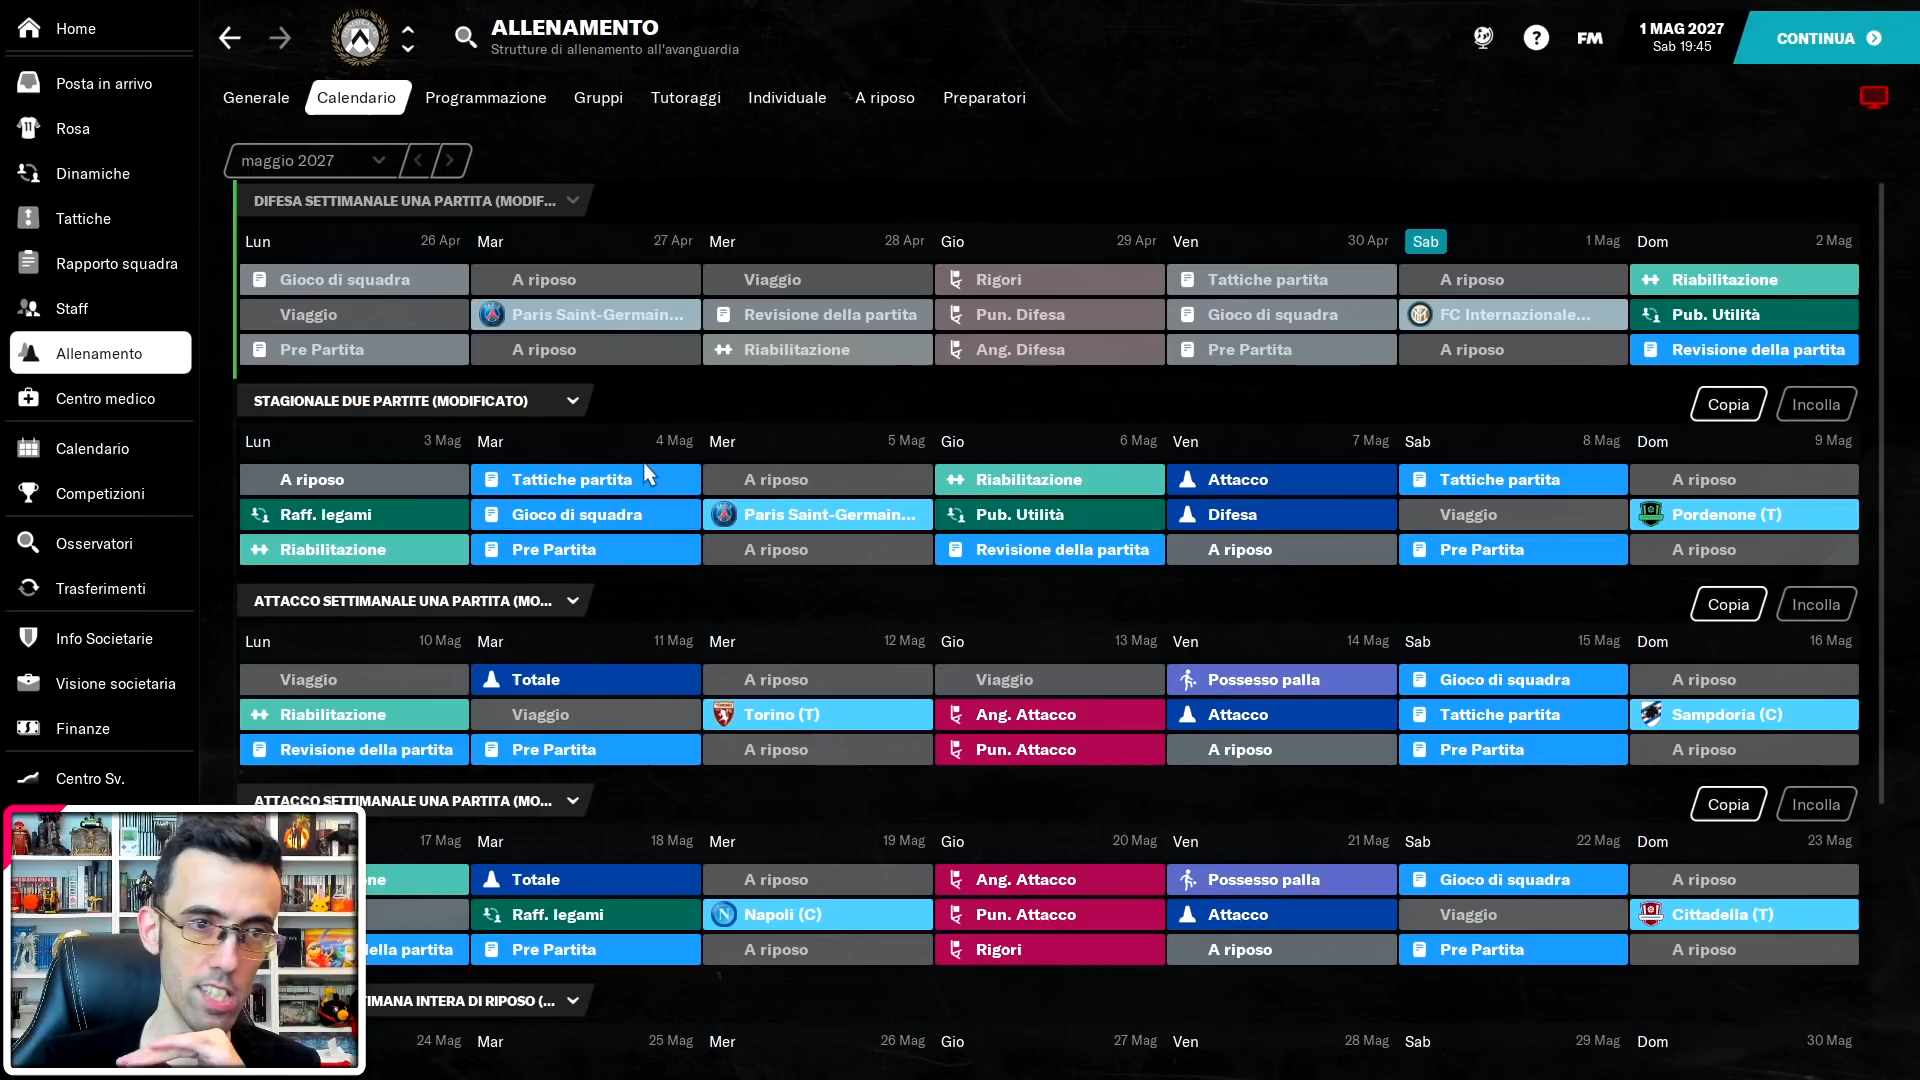 Home
Posta in arrivo
Rosa
Dinamiche
Tattiche
Rapporto squadra
Staff
Allenamento
Centro medico
Calendario
Competizioni
Osservatori
Trasferimenti
Info Societarie
Visione societaria
Finanze
Centro Sv.
1896
ALLENAMENTO
Strutture di allenamento all'avanguardia
FM
1 MAG 2027
Sab 19:45
CONTINUA
Generale Calendario Programmazione Gruppi Tutoraggi Individuale A riposo Preparatori
maggio 2027
DIFESA SETTIMANALE UNA PARTITA (MODIF...
Lun 26 Apr Mar 27 Apr Mer 28 Apr Gio 29 Apr Ven 30 Apr Sab 1 Mag Dom 2 Mag
Gioco di squadra A riposo Viaggio Rigori Tattiche partita A riposo Riabilitazione
Viaggio Paris Saint-Germain... Revisione della partita Pun. Difesa Gioco di squadra FC Internazionale... Pub. Utilità
Pre Partita A riposo Riabilitazione Ang. Difesa Pre Partita A riposo Revisione della partita
STAGIONALE DUE PARTITE (MODIFICATO) Copia Incolla
Lun 3 Mag Mar 4 Mag Mer 5 Mag Gio 6 Mag Ven 7 Mag Sab 8 Mag Dom 9 Mag
A riposo Tattiche partita A riposo Riabilitazione Attacco Tattiche partita A riposo
Raff. legami Gioco di squadra Paris Saint-Germain... Pub. Utilità Difesa Viaggio Pordenone (T)
Riabilitazione Pre Partita A riposo Revisione della partita A riposo Pre Partita A riposo
ATTACCO SETTIMANALE UNA PARTITA (MO... Copia Incolla
Lun 10 Mag Mar 11 Mag Mer 12 Mag Gio 13 Mag Ven 14 Mag Sab 15 Mag Dom 16 Mag
Viaggio Totale A riposo Viaggio Possesso palla Gioco di squadra A riposo
Riabilitazione Viaggio Torino (T) Ang. Attacco Attacco Tattiche partita Sampdoria (C)
Revisione della partita Pre Partita A riposo Pun. Attacco A riposo Pre Partita A riposo
ATTACCO SETTIMANALE UNA PARTITA (MO... Copia Incolla
17 Mag Mar 18 Mag Mer 19 Mag Gio 20 Mag Ven 21 Mag Sab 22 Mag Dom 23 Mag
ne Totale A riposo Ang. Attacco Possesso palla Gioco di squadra A riposo
Raff. legami Napoli (C) Pun. Attacco Attacco Viaggio Cittadella (T)
ella partita Pre Partita A riposo Rigori A riposo Pre Partita A riposo
TIMANA INTERA DI RIPOSO (...
24 Mag Mar 25 Mag Mer 26 Mag Gio 27 Mag Ven 28 Mag Sab 29 Mag Dom 30 Mag